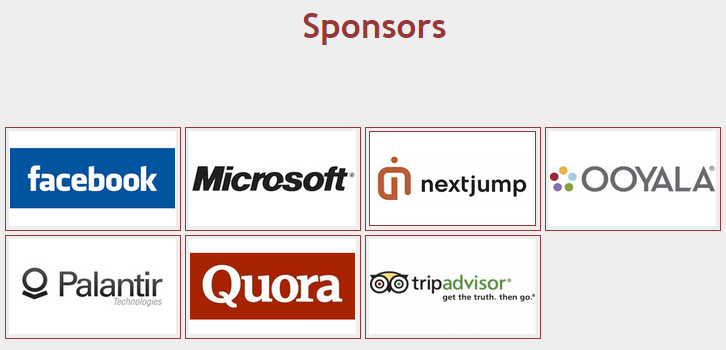 Sponsors
facebook
Microsoft®
nextjump
OOYALA®
Palantir
Technologies
Quora
tripadvisor®
get the truth. then go.®